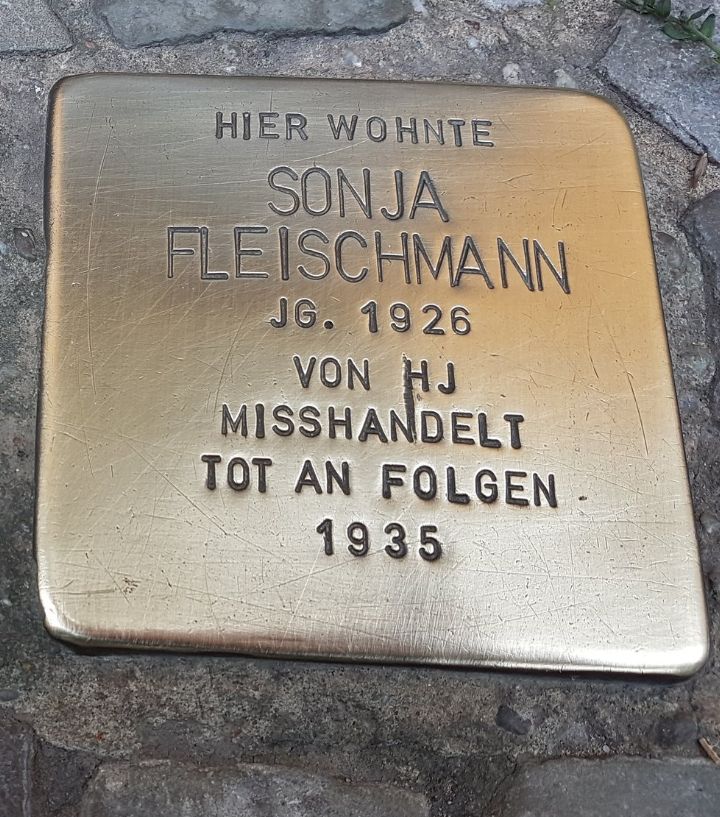 HIER WOHNTE
SONJA
FLEISCHMANN
JG. 1926
VON HJ
MISSHANDELT
TOT AN FOLGEN
1935